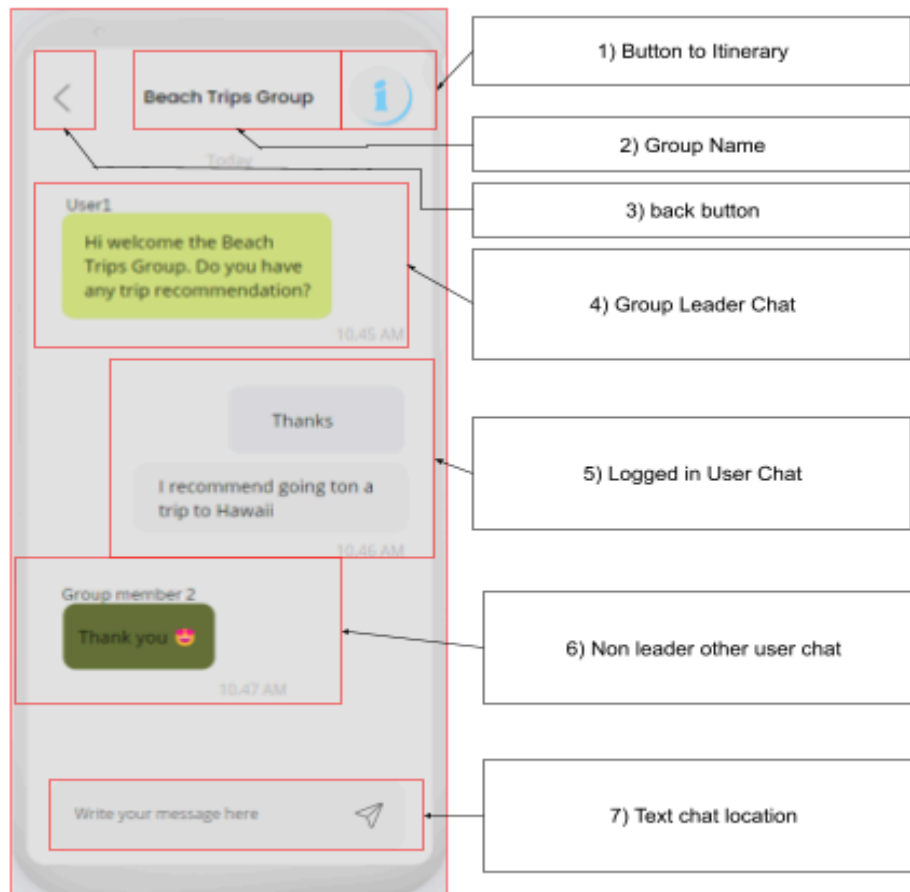 Beach Trips Group
i
Today
User1
Hi welcome the Beach
Trips Group. Do you have
any trip recommendation?
10.45 AM
Thanks
I recommend going ton a
trip to Hawaii
10.46 AM
Group member 2
Thank you 😍
10.47 AM
Write your message here
1) Button to Itinerary
2) Group Name
3) back button
4) Group Leader Chat
5) Logged in User Chat
6) Non leader other user chat
7) Text chat location